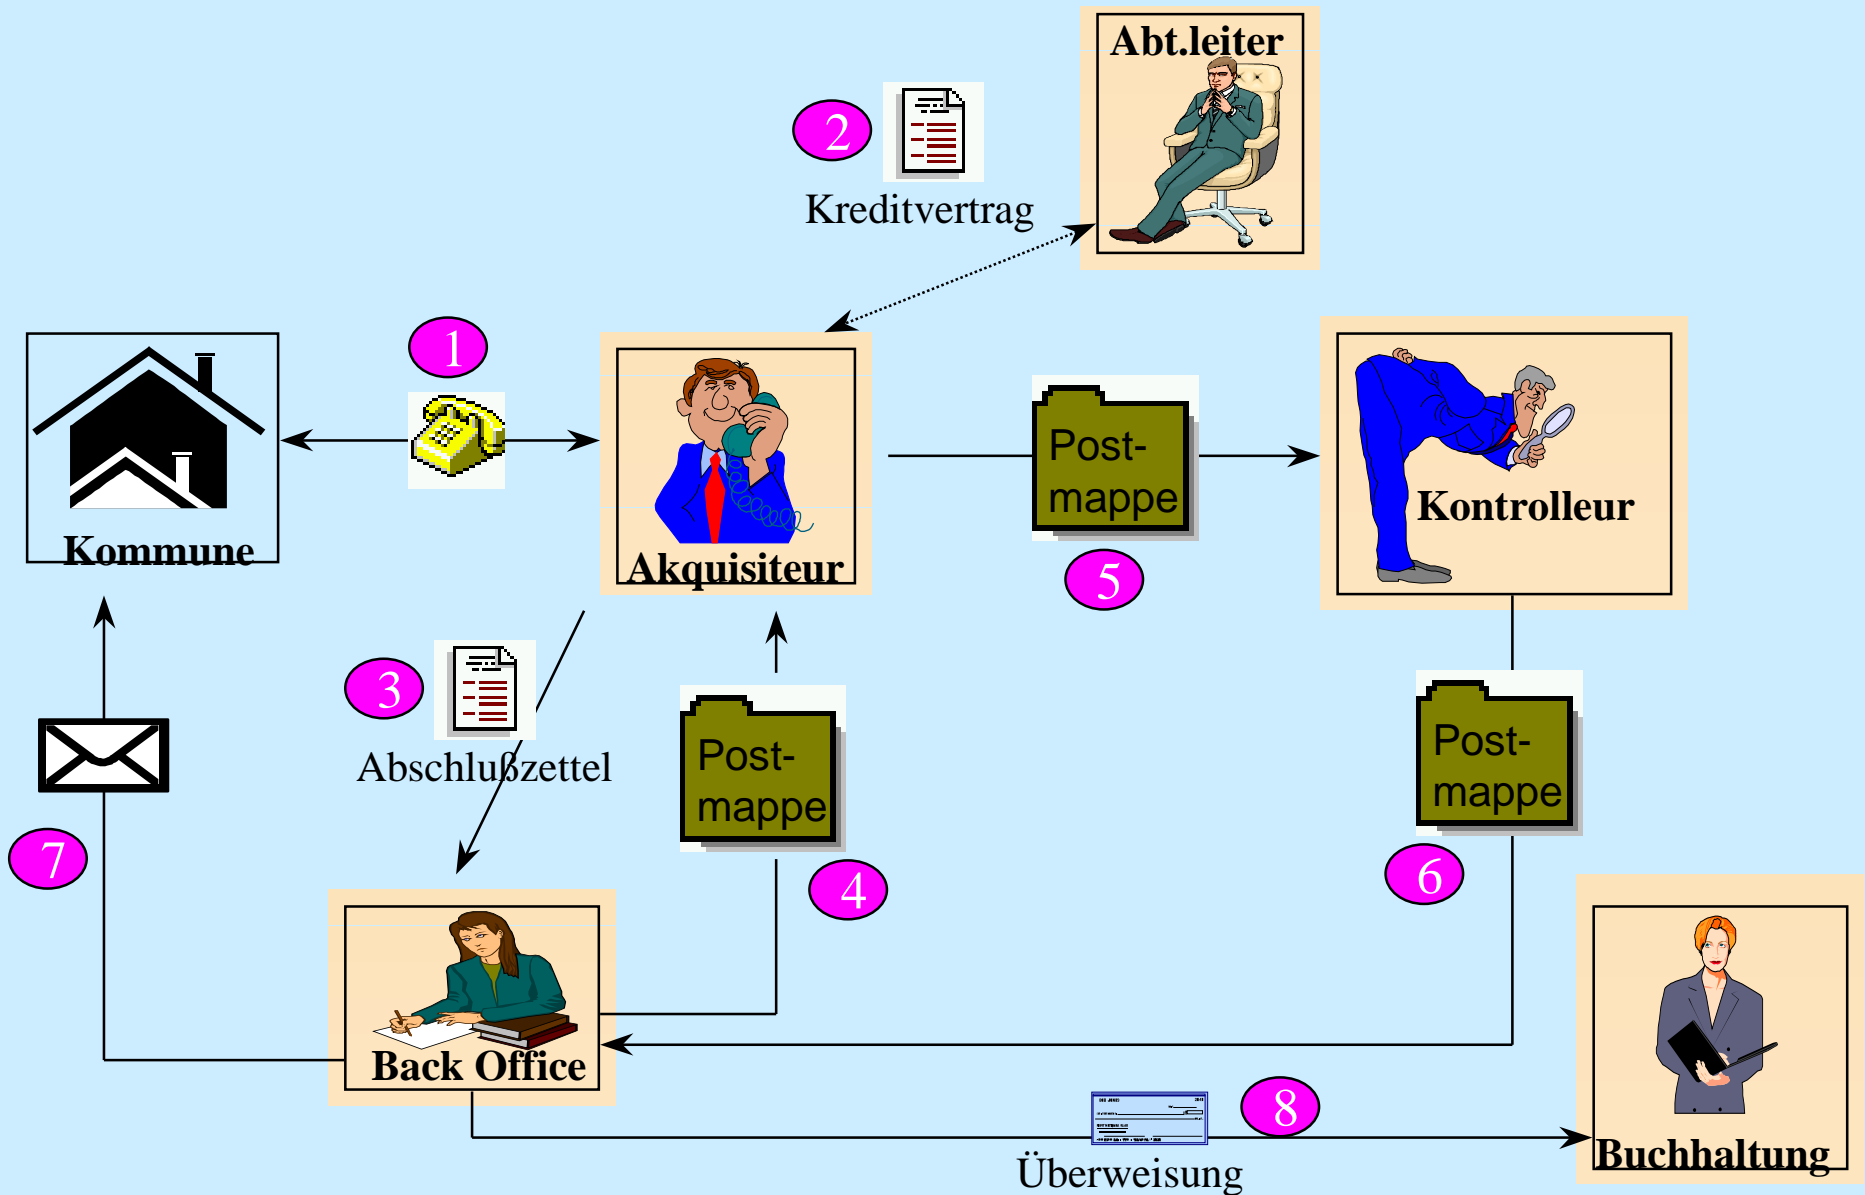 Abt.leiter
2
Kreditvertrag
1
Kommune
Akquisiteur
Post-
mappe
5
Kontrolleur
3
Abschlußzettel
Post-
mappe
4
Post-
mappe
6
7
Back Office
8
Überweisung
Buchhaltung